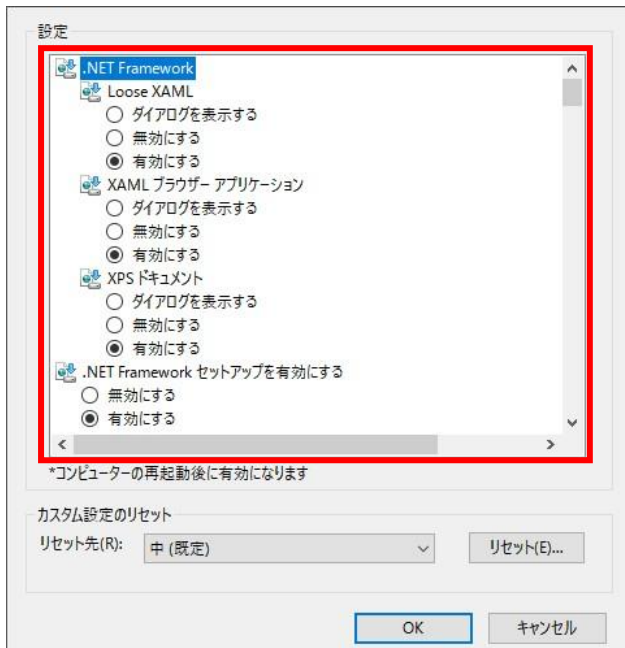 設定
.NET Framework
Loose XAML
ダイアログを表示する
無効にする
有効にする
XAML ブラウザー アプリケーション
ダイアログを表示する
無効にする
有効にする
XPS ドキュメント
ダイアログを表示する
無効にする
有効にする
.NET Framework セットアップを有効にする
無効にする
有効にする
*コンピューターの再起動後に有効になります
カスタム設定のリセット
リセット先(R): 中 (既定) リセット(E)...
OK キャンセル